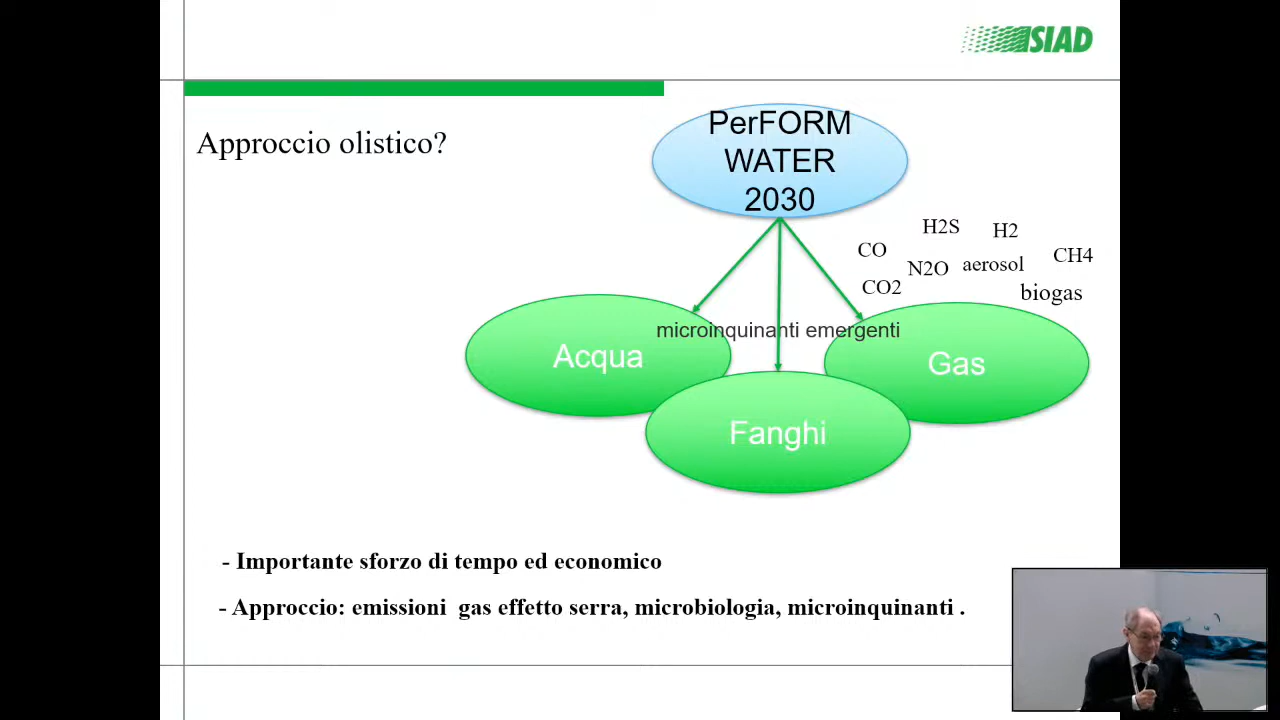 SIAD
Approccio olistico?
PerFORM
WATER
2030
H2S
H2
CO
N2O
aerosol
CH4
CO2
biogas
microinquinanti emergenti
Acqua
Gas
Fanghi
- Importante sforzo di tempo ed economico
- Approccio: emissioni  gas effetto serra, microbiologia, microinquinanti .